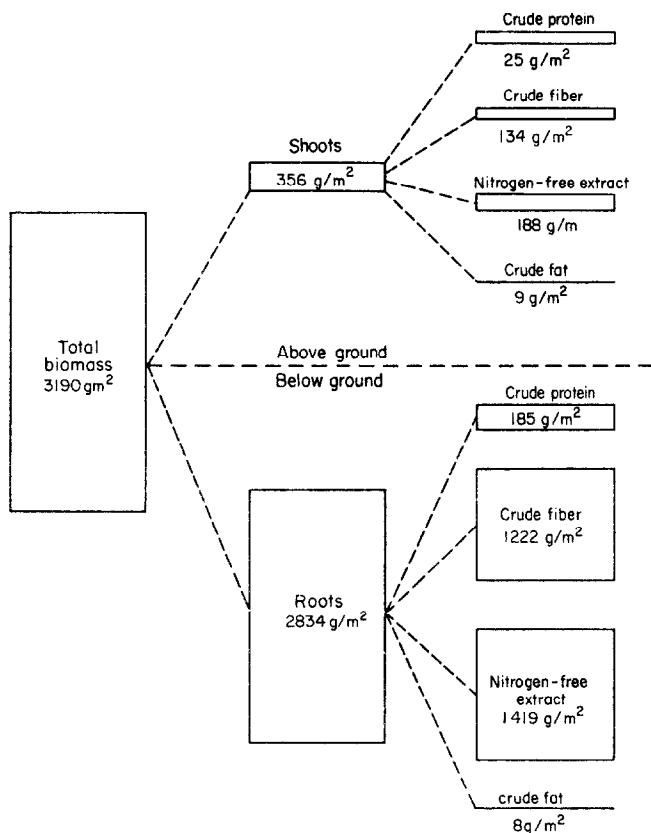 Crude protein
25 g/m²
Crude fiber
134 g/m²
Shoots
356 g/m²
Nitrogen-free extract
188 g/m
Crude fat
9 g/m²
Total
biomass
3190 gm²
Above ground
Below ground
Crude protein
185 g/m²
Crude fiber
1222 g/m²
Roots
2834 g/m²
Nitrogen-free
extract
1419 g/m²
crude fat
8g/m²